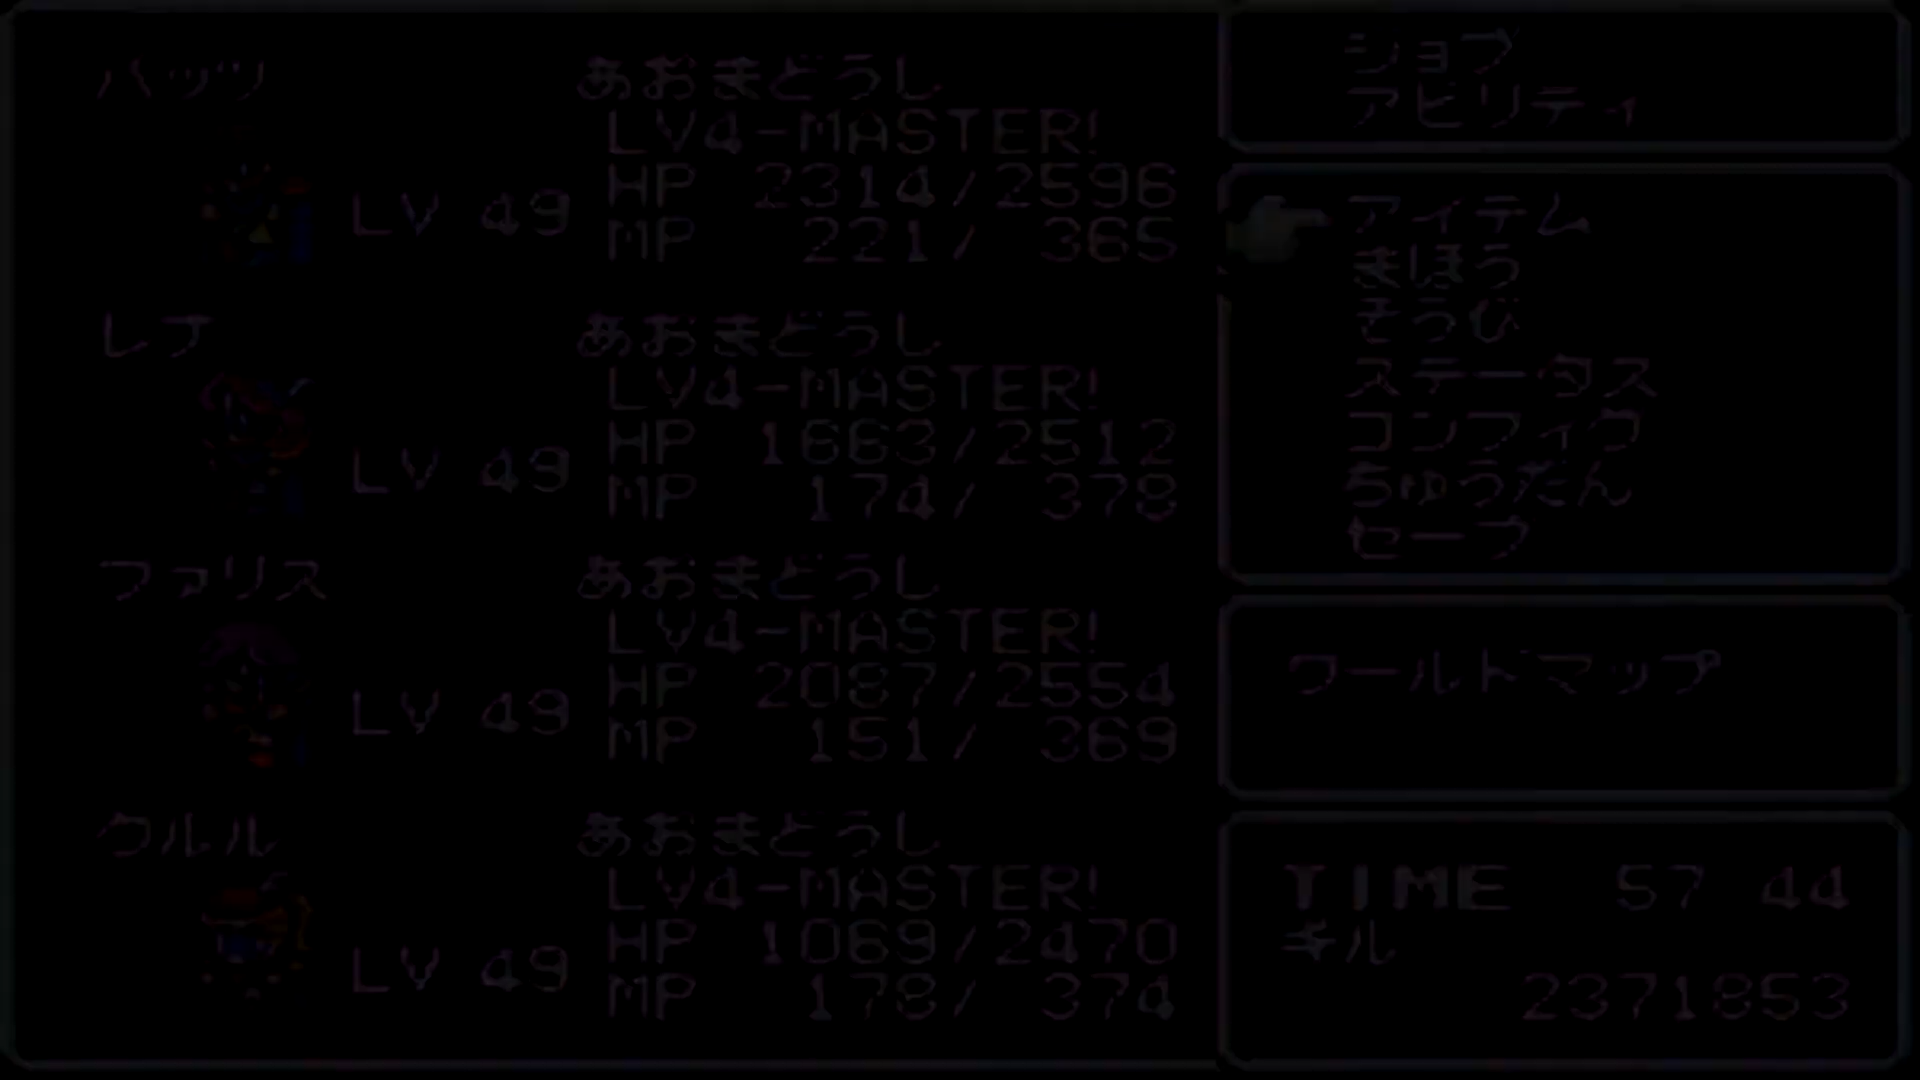 バッツ あおまどうし
LV4-MASTER!
LV 49 HP 2314/2596
MP 221/ 365
レナ あおまどうし
LV4-MASTER!
LV 49 HP 1663/2512
MP 174/ 378
ファリス あおまどうし
LV4-MASTER!
LV 49 HP 2087/2554
MP 151/ 369
クルル あおまどうし
LV4-MASTER!
LV 49 HP 1069/2470
MP 178/ 374
ジョブ
アビリティ
アイテム
まほう
そうび
ステータス
コンフィグ
ちゅうだん
セーブ
ワールドマップ
TIME 57 44
ギル
2371853